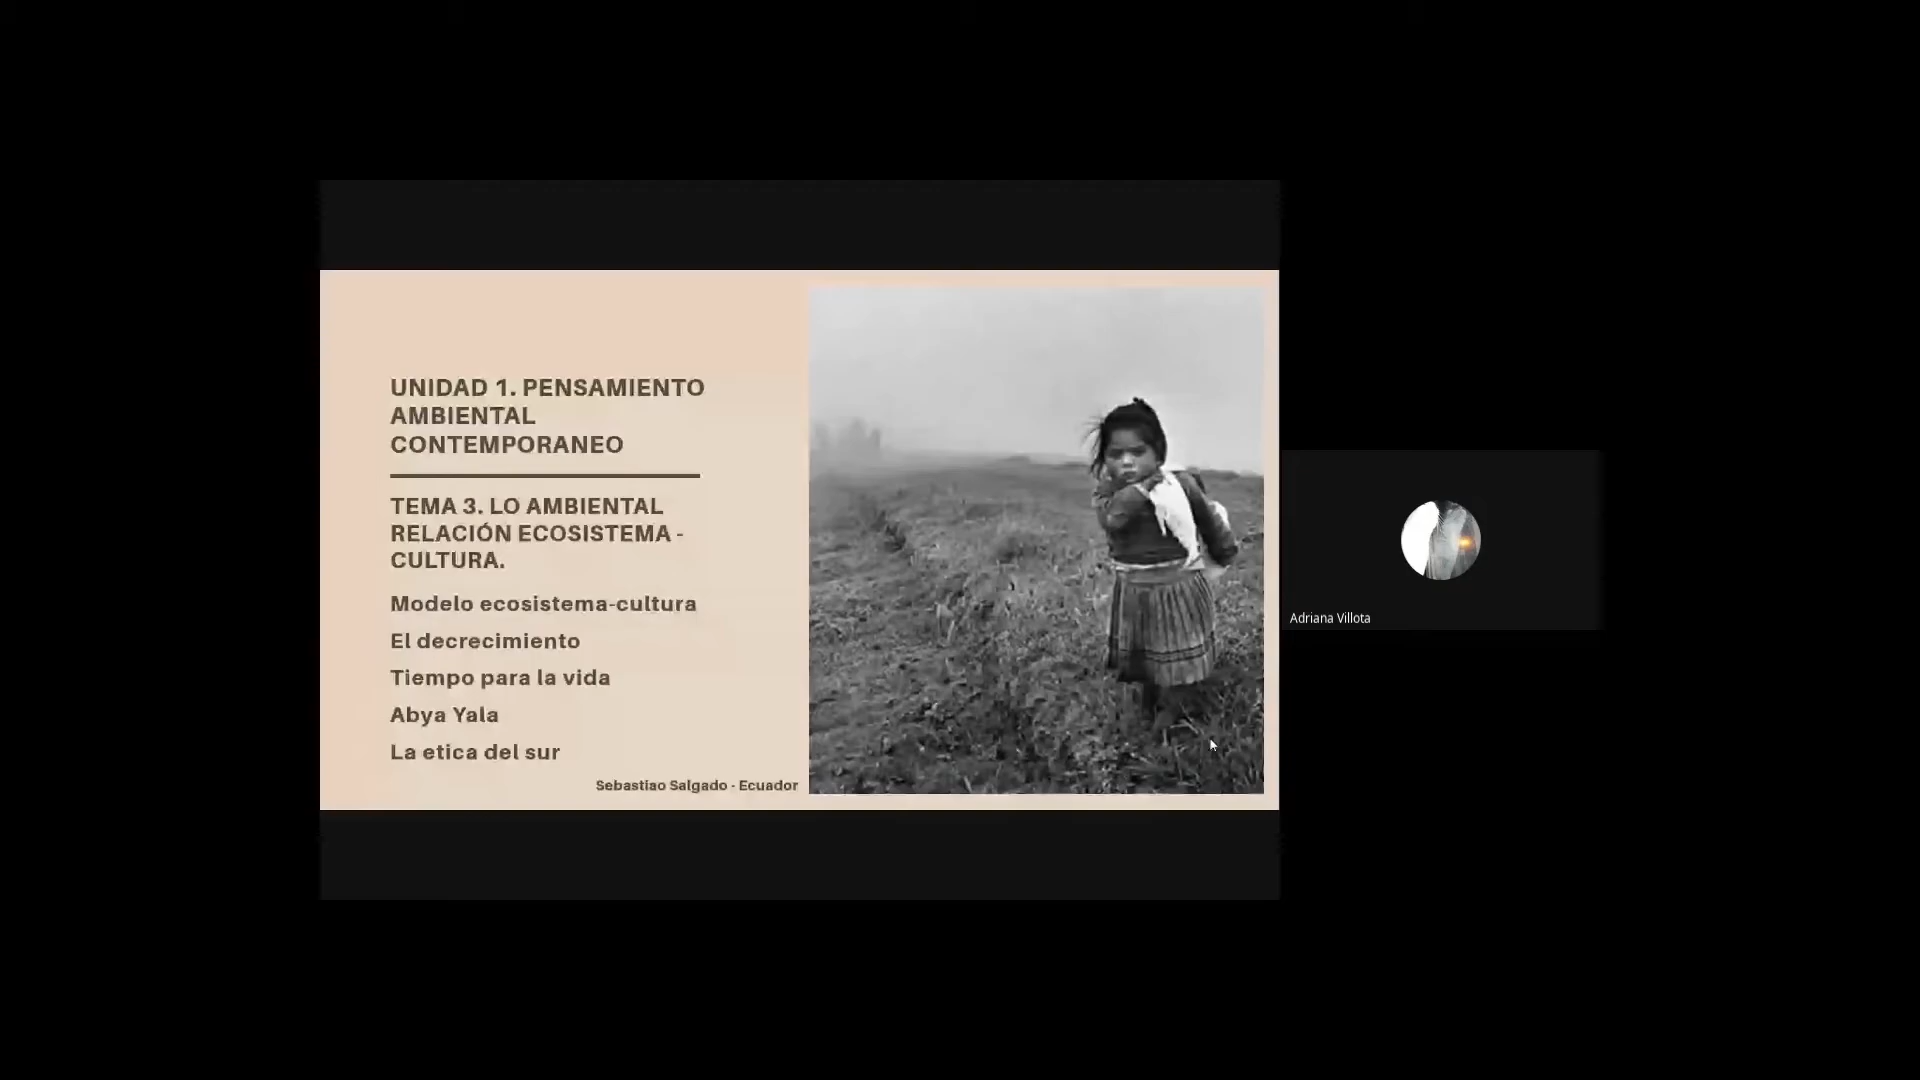 UNIDAD 1. PENSAMIENTO
AMBIENTAL
CONTEMPORANEO
TEMA 3. LO AMBIENTAL
RELACIÓN ECOSISTEMA -
CULTURA.
Modelo ecosistema-cultura
El decrecimiento
Tiempo para la vida
Abya Yala
La etica del sur
Sebastiao Salgado - Ecuador
Adriana Villota